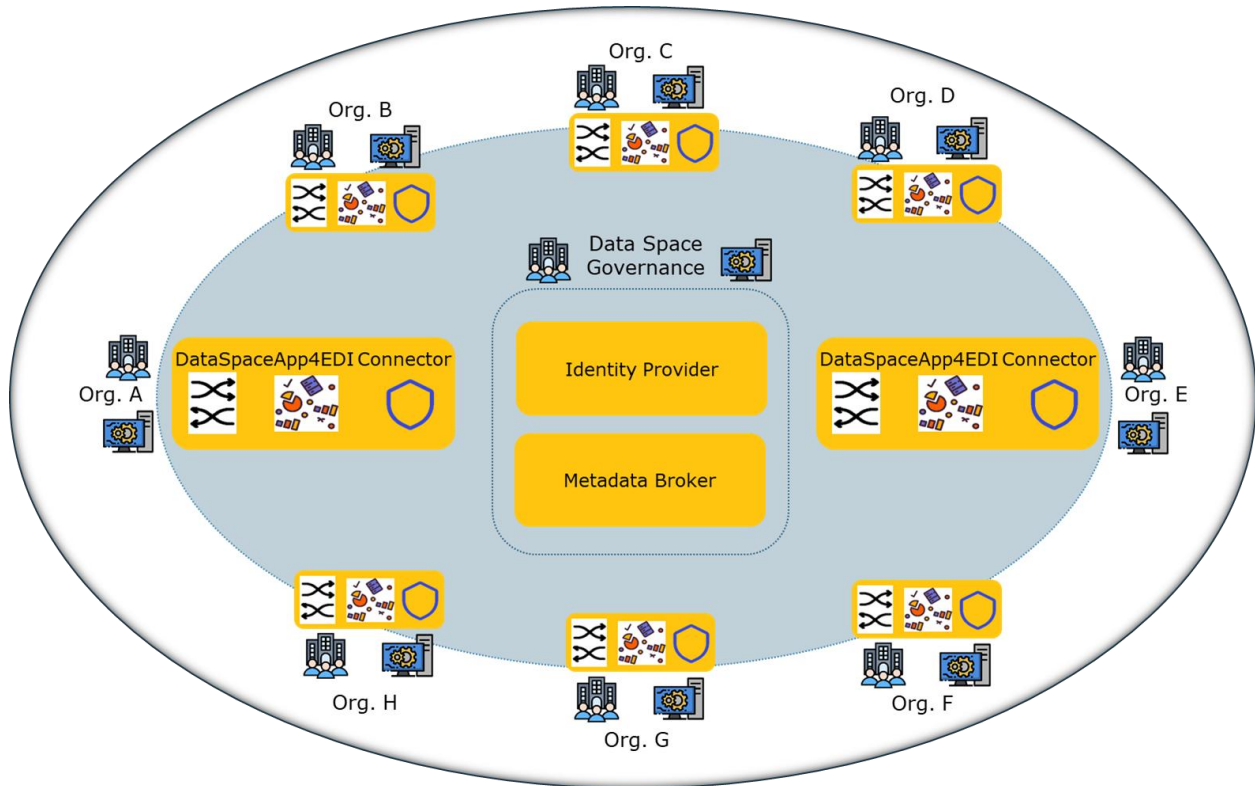 Org. C
Org. D
Org. B
Data Space
Governance
DataSpaceApp4EDI Connector
Identity Provider
DataSpaceApp4EDI Connector
Org. A
Org. E
Metadata Broker
Org. H
Org. F
Org. G